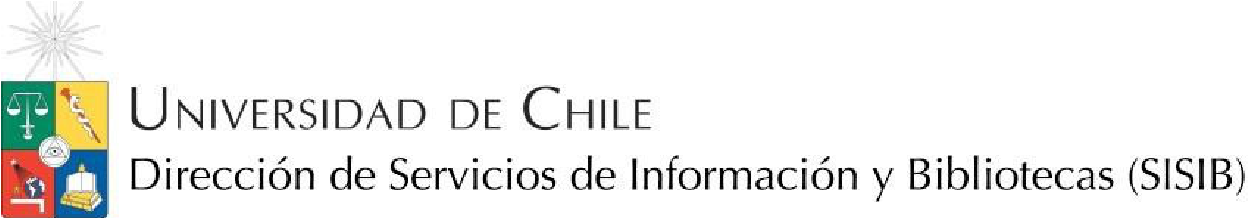 UNIVERSIDAD DE CHILE
Dirección de Servicios de Información y Bibliotecas (SISIB)